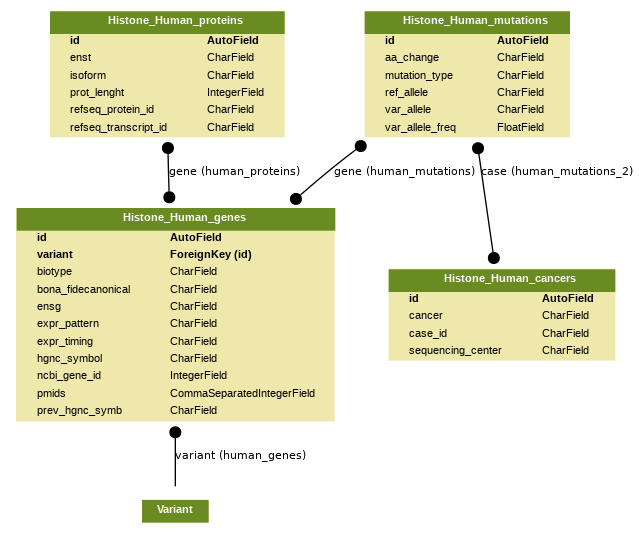 Histone_Human_proteins
id AutoField
enst CharField
isoform CharField
prot_lenght IntegerField
refseq_protein_id CharField
refseq_transcript_id CharField
Histone_Human_mutations
id AutoField
aa_change CharField
mutation_type CharField
ref_allele CharField
var_allele CharField
var_allele_freq FloatField
gene (human_proteins)
gene (human_mutations)
case (human_mutations_2)
Histone_Human_genes
id AutoField
variant ForeignKey (id)
biotype CharField
bona_fidecanonical CharField
ensg CharField
expr_pattern CharField
expr_timing CharField
hgnc_symbol CharField
ncbi_gene_id IntegerField
pmids CommaSeparatedIntegerField
prev_hgnc_symb CharField
Histone_Human_cancers
id AutoField
cancer CharField
case_id CharField
sequencing_center CharField
variant (human_genes)
Variant